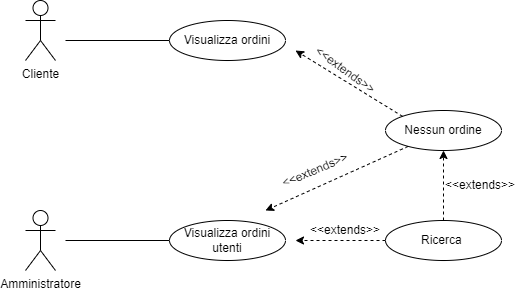 Visualizza ordini
<<extends>>
Cliente
Nessun ordine
<<extends>>
<<extends>>
Visualizza ordini
utenti
<<extends>>
Ricerca
Amministratore